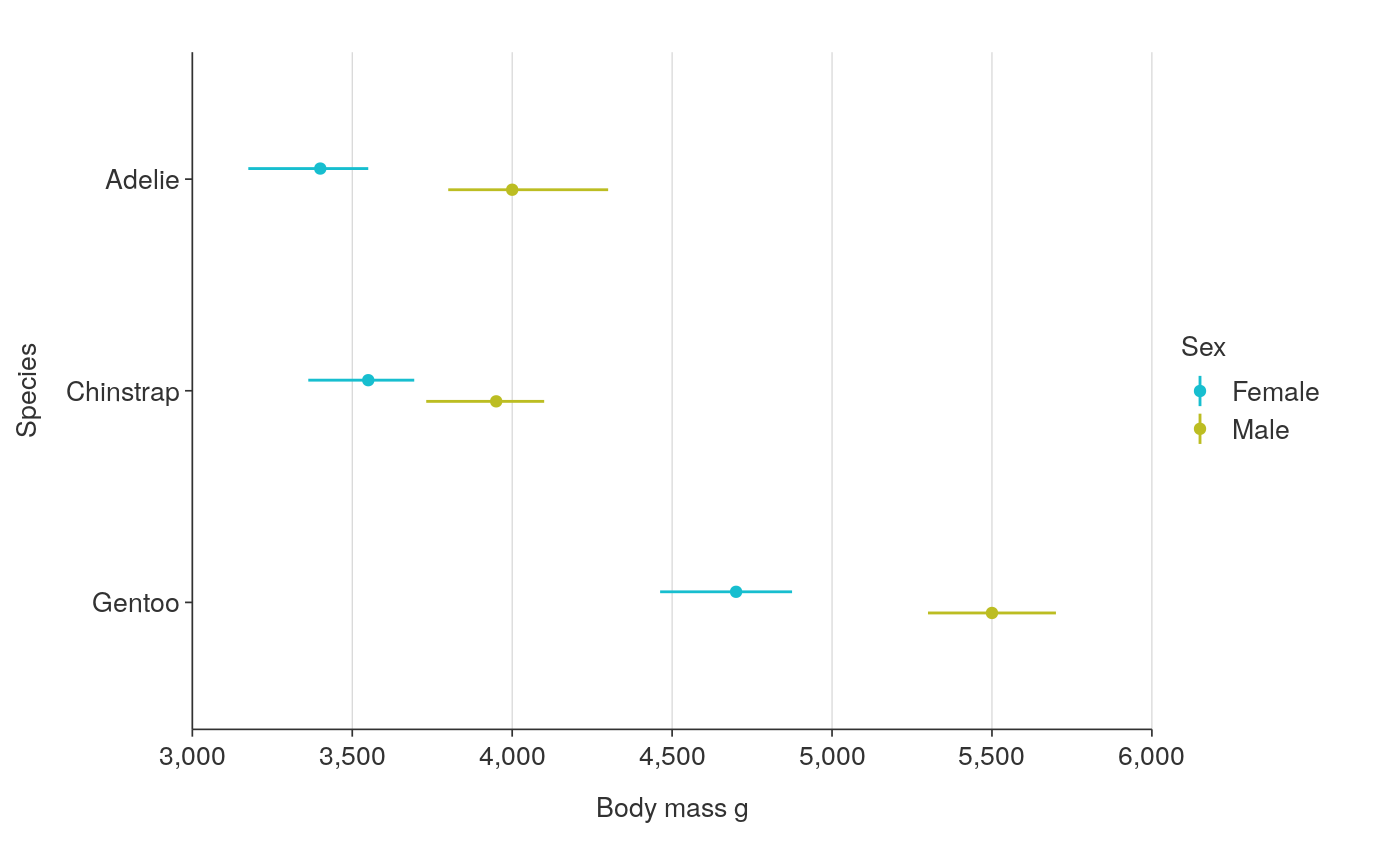 Adelie
Chinstrap
Gentoo
Species
3,000 3,500 4,000 4,500 5,000 5,500 6,000
Body mass g
Sex
Female
Male